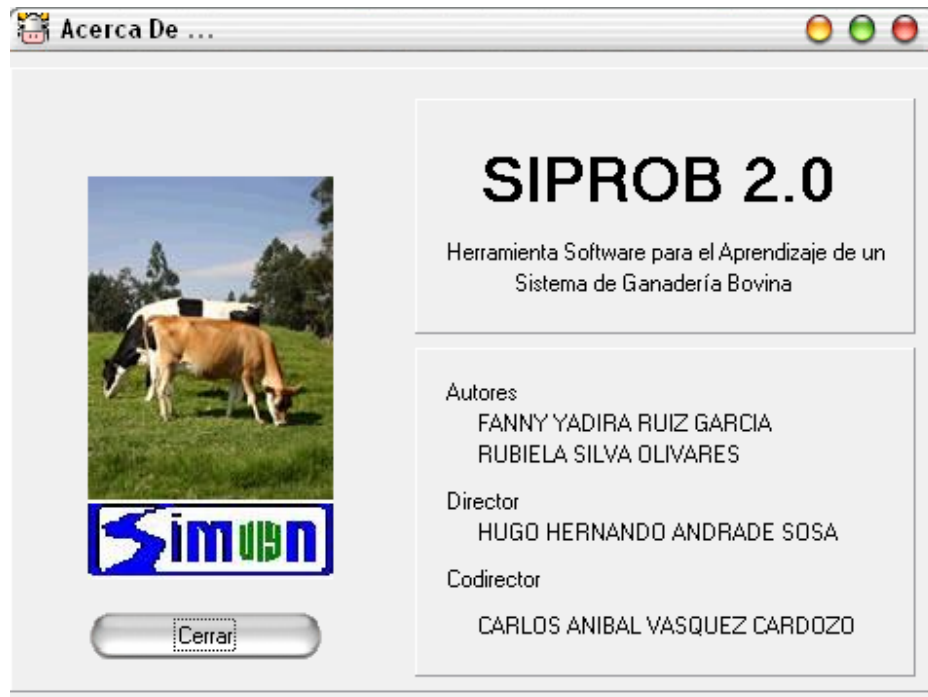 Acerca De ...
SIPROB 2.0
Herramienta Software para el Aprendizaje de un
Sistema de Ganadería Bovina
Autores
FANNY YADIRA RUIZ GARCIA
RUBIELA SILVA OLIVARES
Director
HUGO HERNANDO ANDRADE SOSA
Codirector
CARLOS ANIBAL VASQUEZ CARDOZO
Simon
Cerrar